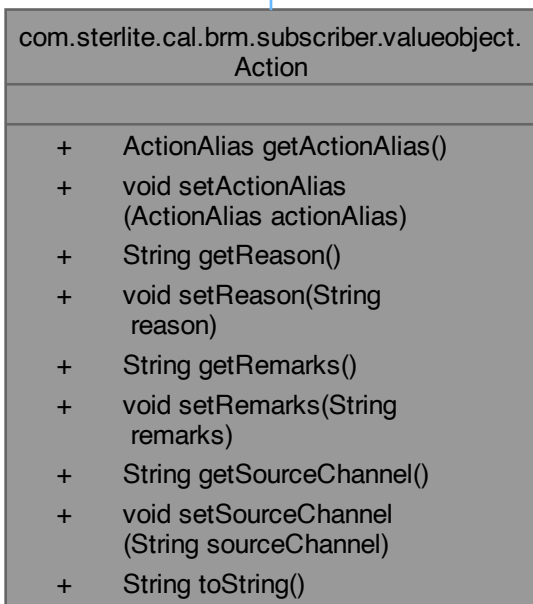 com.sterlite.cal.brm.subscriber.valueobject.
Action
+ ActionAlias getActionAlias()
+ void setActionAlias
(ActionAlias actionAlias)
+ String getReason()
+ void setReason(String
reason)
+ String getRemarks()
+ void setRemarks(String
remarks)
+ String getSourceChannel()
+ void setSourceChannel
(String sourceChannel)
+ String toString()